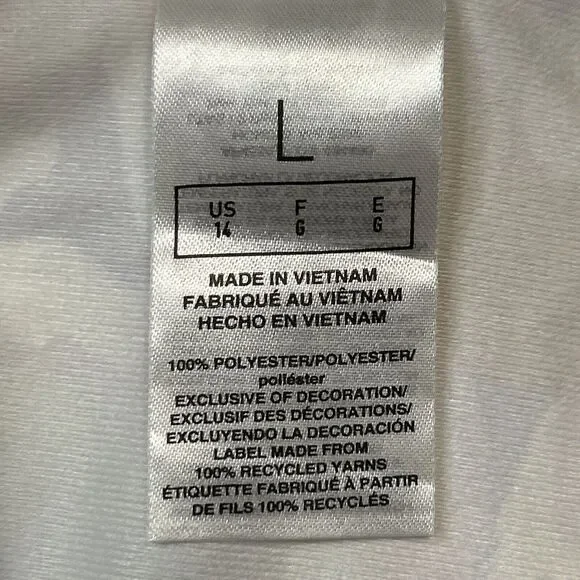 L
US F E
14 G G
MADE IN VIETNAM
FABRIQUÉ AU VIÊTNAM
HECHO EN VIETNAM
100% POLYESTER/POLYESTER/
poliéster
EXCLUSIVE OF DECORATION/
EXCLUSIF DES DÉCORATIONS/
EXCLUYENDO LA DECORACIÓN
LABEL MADE FROM
100% RECYCLED YARNS
ÉTIQUETTE FABRIQUÉ À PARTIR
DE FILS 100% RECYCLÉS